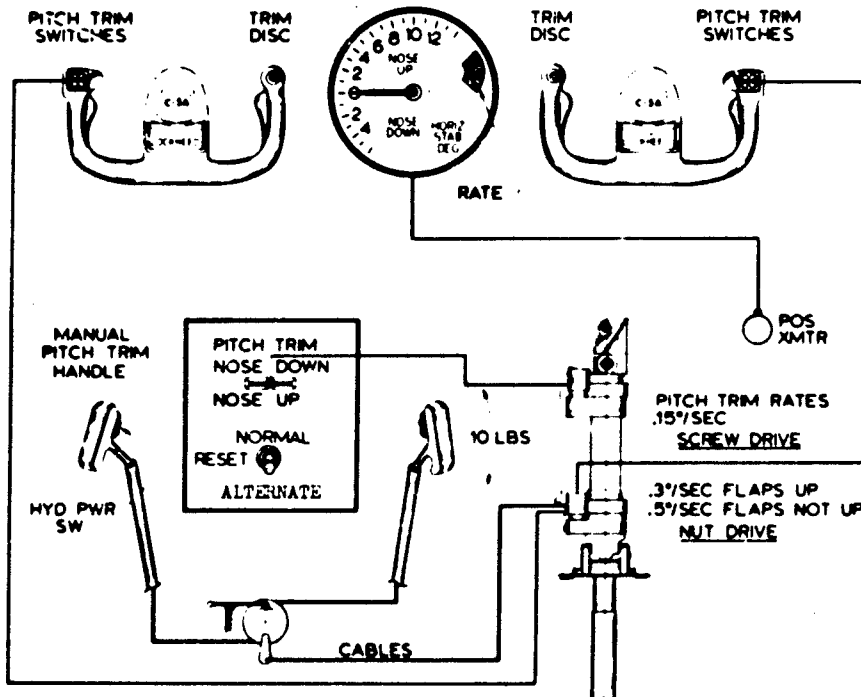 PITCH TRIM
SWITCHES
TRIM
DISC
0 2 4 6 8 10 12
NOSE
UP
2
4
NOSE
DOWN
HORIZ
STAB
DEG
RATE
TRIM
DISC
PITCH TRIM
SWITCHES
C-5A
C-5A
POS
XMTR
MANUAL
PITCH TRIM
HANDLE
PITCH TRIM
NOSE DOWN
NOSE UP
NORMAL
RESET
ALTERNATE
10 LBS
HYD PWR
SW
PITCH TRIM RATES
.15°/SEC
SCREW DRIVE
.3°/SEC FLAPS UP
.5°/SEC FLAPS NOT UP
NUT DRIVE
CABLES